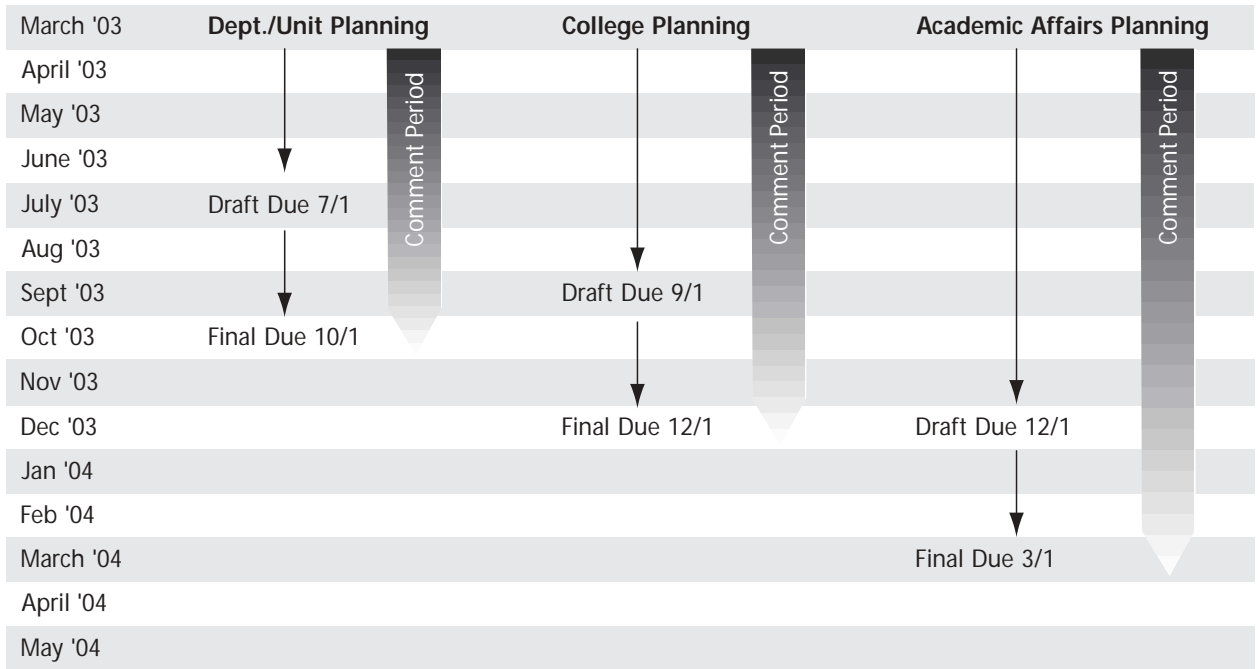 March '03 Dept./Unit Planning College Planning Academic Affairs Planning
April '03
May '03
June '03
July '03 Draft Due 7/1
Aug '03
Sept '03 Draft Due 9/1
Oct '03 Final Due 10/1
Nov '03
Dec '03 Final Due 12/1 Draft Due 12/1
Jan '04
Feb '04
March '04 Final Due 3/1
April '04
May '04
Comment Period
Comment Period
Comment Period